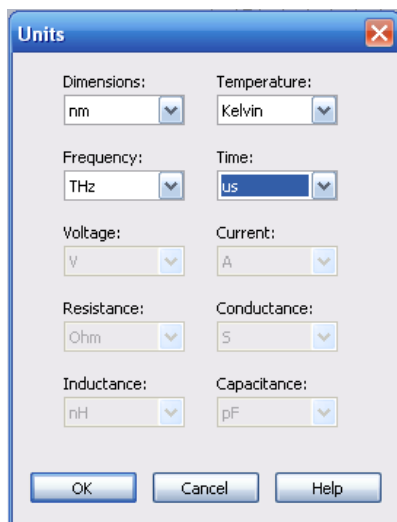 Units
Dimensions: Temperature:
nm Kelvin
Frequency: Time:
THz us
Voltage: Current:
V A
Resistance: Conductance:
Ohm S
Inductance: Capacitance:
nH pF
OK Cancel Help